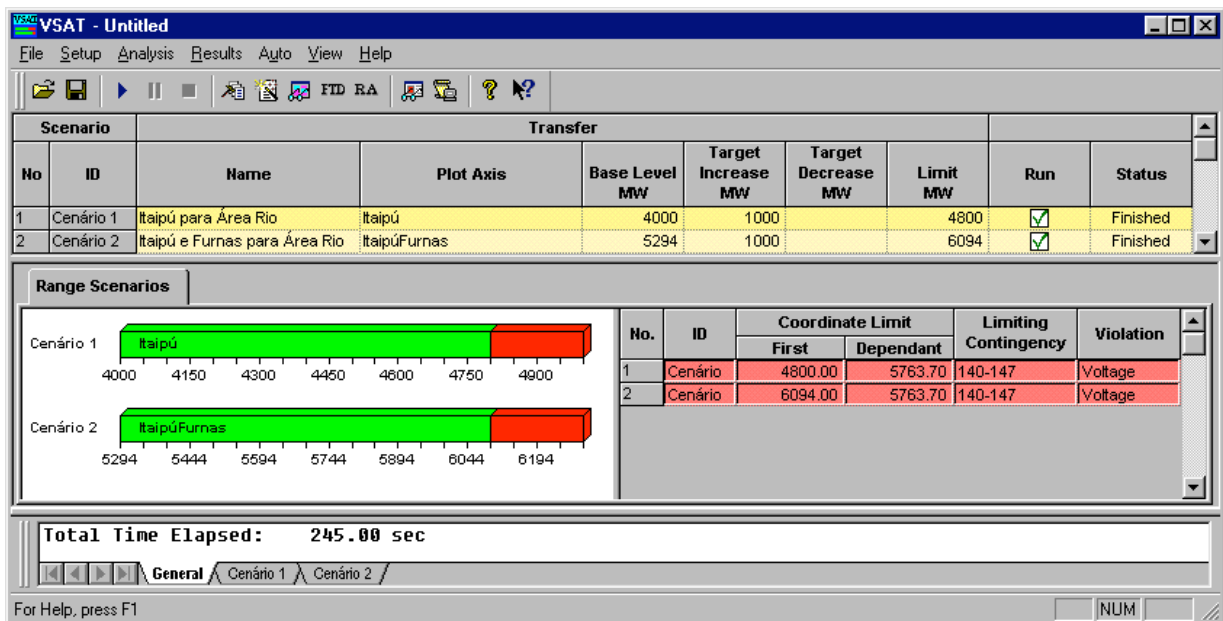 VSAT VSAT - Untitled
File Setup Analysis Results Auto View Help
FTD RA
Scenario Transfer
No ID Name Plot Axis Base Level MW Target Increase MW Target Decrease MW Limit MW Run Status
1 Cenário 1 Itaipú para Área Rio Itaipú 4000 1000 4800 Finished
2 Cenário 2 Itaipú e Furnas para Área Rio ItaipúFurnas 5294 1000 6094 Finished
Range Scenarios
Cenário 1 Itaipú
4000 4150 4300 4450 4600 4750 4900
Cenário 2 ItaipúFurnas
5294 5444 5594 5744 5894 6044 6194
No. ID Coordinate Limit Limiting Contingency Violation
First Dependant
1 Cenário 4800.00 5763.70 140-147 Voltage
2 Cenário 6094.00 5763.70 140-147 Voltage
Total Time Elapsed: 245.00 sec
General Cenário 1 Cenário 2
For Help, press F1 NUM